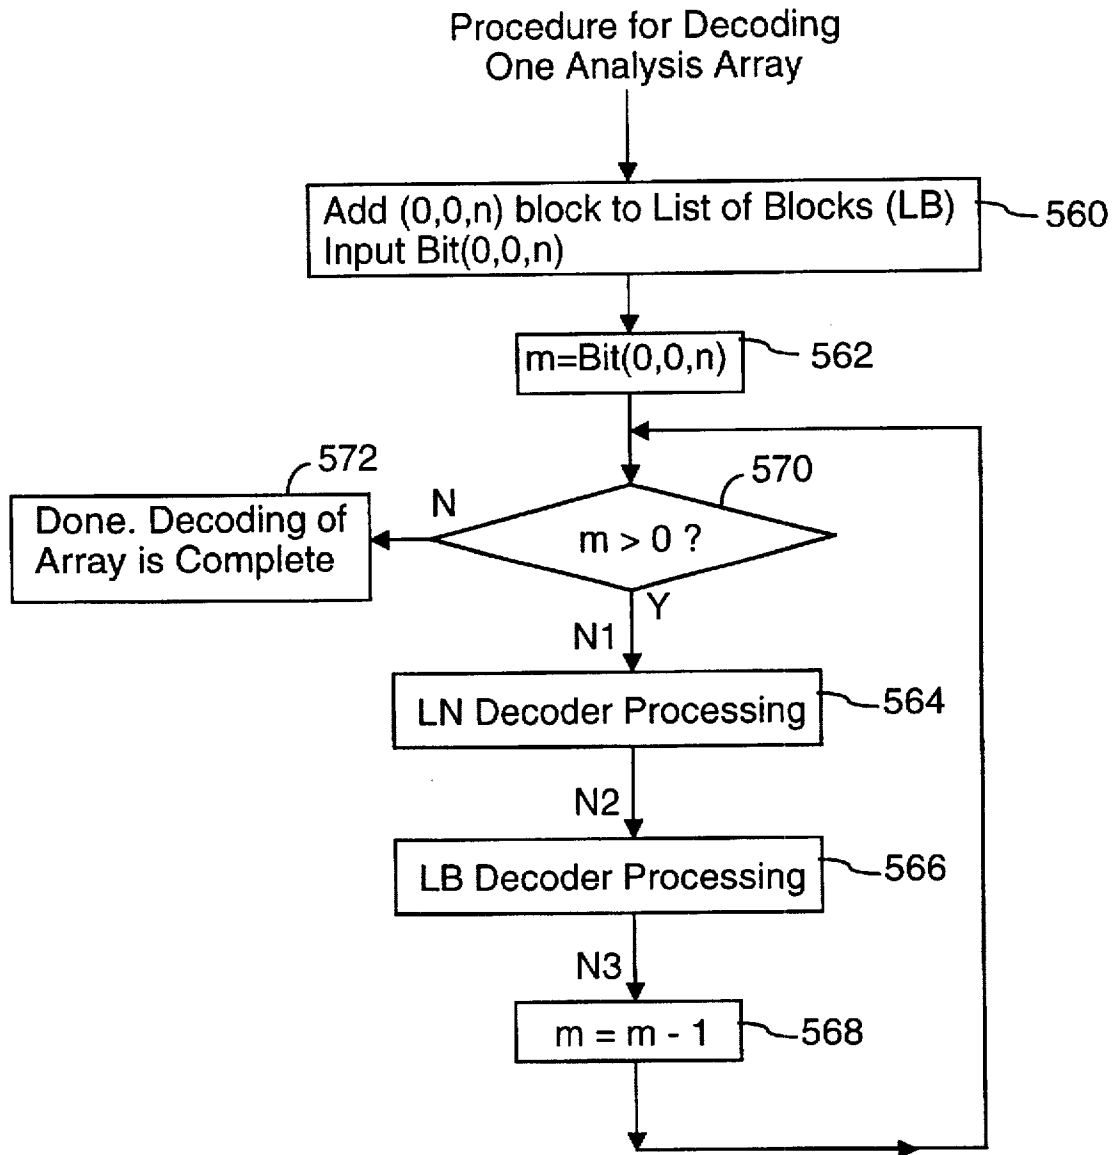 Procedure for Decoding
One Analysis Array
Add (0,0,n) block to List of Blocks (LB)
Input Bit(0,0,n)
560
m=Bit(0,0,n)
562
572
570
N
Done. Decoding of
Array is Complete
m > 0 ?
Y
N1
LN Decoder Processing
564
N2
LB Decoder Processing
566
N3
m = m - 1
568